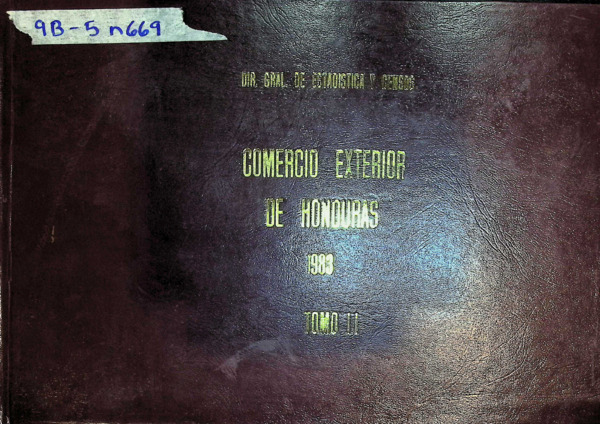 9B-5 n669
DIR. GRAL. DE ESTADISTICA Y CENSOS
COMERCIO EXTERIOR
DE HONDURAS
1983
TOMO II